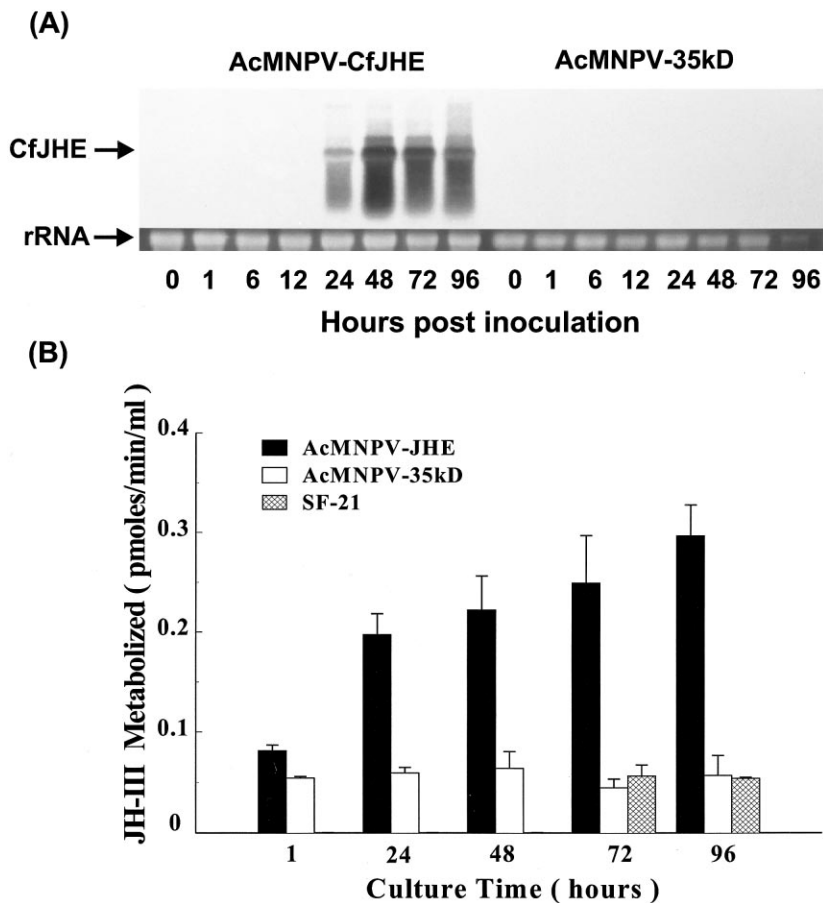 (A)
AcMNPV-CfJHE AcMNPV-35kD
CfJHE
rRNA
0 1 6 12 24 48 72 96 0 1 6 12 24 48 72 96
Hours post inoculation
(B)
JH-III Metabolized ( pmoles/min/ml )
0.4
0.3
0.2
0.1
0
AcMNPV-JHE
AcMNPV-35kD
SF-21
1 24 48 72 96
Culture Time ( hours )